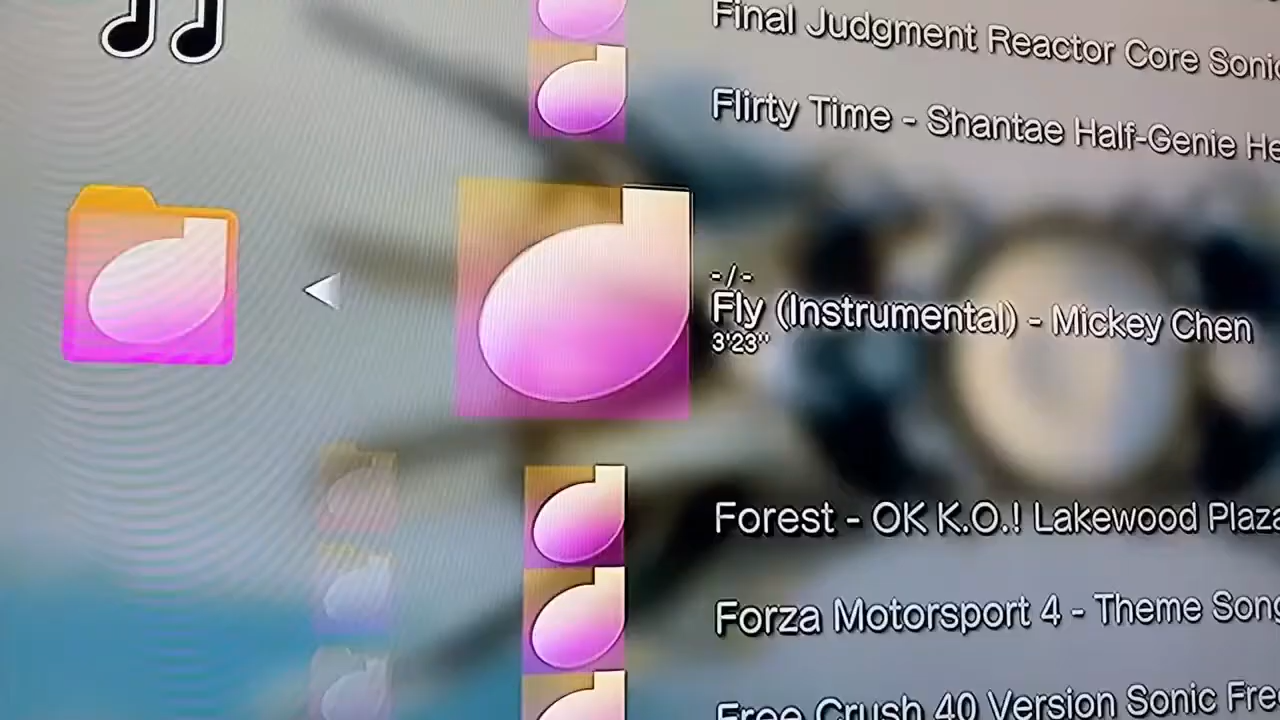 Final Judgment Reactor Core Sonic
Flirty Time - Shantae Half-Genie He
- / -
Fly (Instrumental) - Mickey Chen
3'23"
Forest - OK K.O.! Lakewood Plaza
Forza Motorsport 4 - Theme Song
Free Crush 40 Version Sonic Free